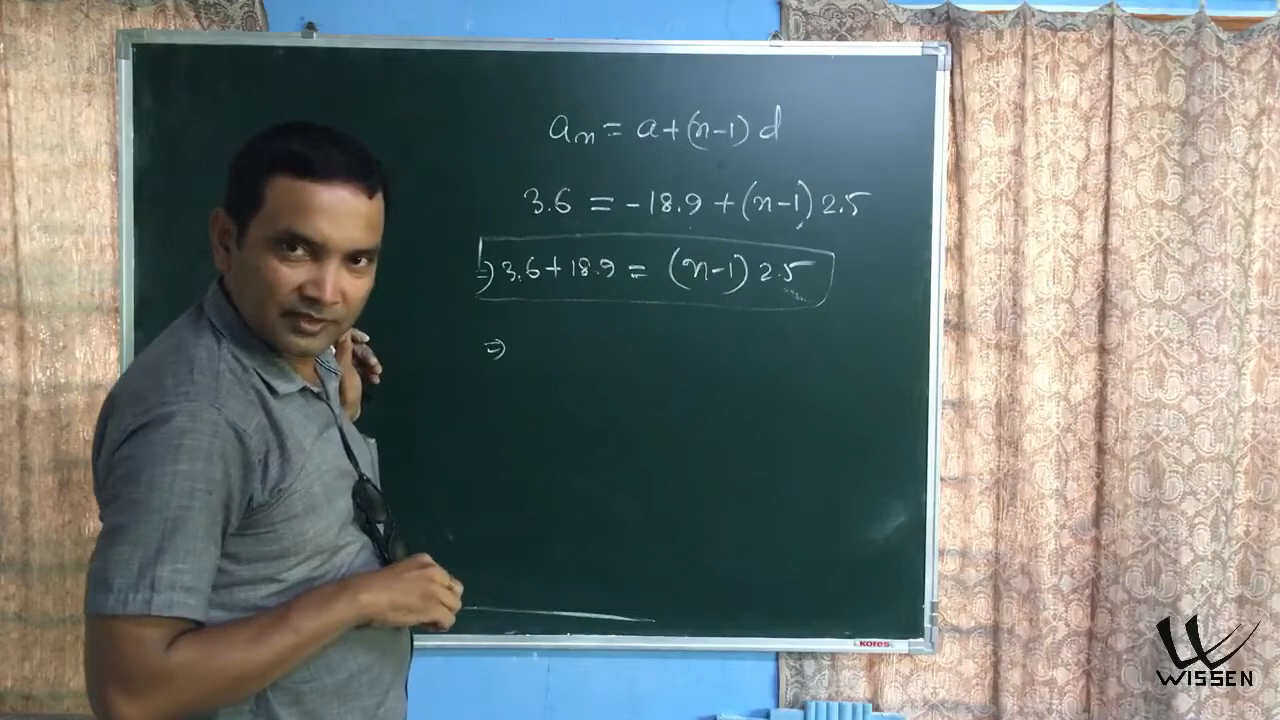 aₙ = a + (n-1) d
3.6 = -18.9 + (n-1) 2.5
⇒ 3.6 + 18.9 = (n-1) 2.5
⇒
KORES
WISSEN